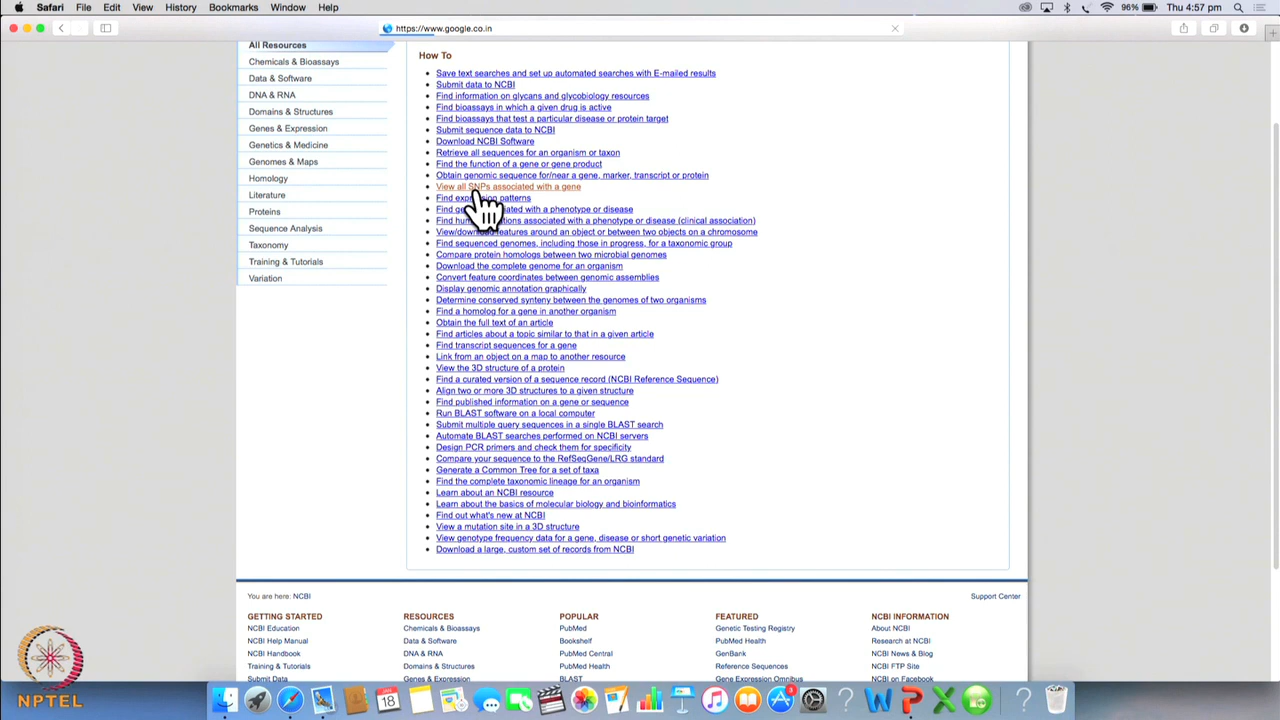 Safari File Edit View History Bookmarks Window Help 96% Thu 4:57 pm
https://www.google.co.in
All Resources
Chemicals & Bioassays
Data & Software
DNA & RNA
Domains & Structures
Genes & Expression
Genetics & Medicine
Genomes & Maps
Homology
Literature
Proteins
Sequence Analysis
Taxonomy
Training & Tutorials
Variation
How To
Save text searches and set up automated searches with E-mailed results
Submit data to NCBI
Find information on glycans and glycobiology resources
Find bioassays in which a given drug is active
Find bioassays that test a particular disease or protein target
Submit sequence data to NCBI
Download NCBI Software
Retrieve all sequences for an organism or taxon
Find the function of a gene or gene product
Obtain genomic sequence for/near a gene, marker, transcript or protein
View all SNPs associated with a gene
Find expression patterns
Find with a phenotype or disease
Find associated with a phenotype or disease (clinical association)
View/download features around an object or between two objects on a chromosome
Find sequenced genomes, including those in progress, for a taxonomic group
Compare protein homologs between two microbial genomes
Download the complete genome for an organism
Convert feature coordinates between genomic assemblies
Display genomic annotation graphically
Determine conserved synteny between the genomes of two organisms
Find a homolog for a gene in another organism
Obtain the full text of an article
Find articles about a topic similar to that in a given article
Find transcript sequences for a gene
Link from an object on a map to another resource
View the 3D structure of a protein
Find a curated version of a sequence record (NCBI Reference Sequence)
Align two or more 3D structures to a given structure
Find published information on a gene or sequence
Run BLAST software on a local computer
Submit multiple query sequences in a single BLAST search
Automate BLAST searches performed on NCBI servers
Design PCR primers and check them for specificity
Compare your sequence to the RefSeqGene/LRG standard
Generate a Common Tree for a set of taxa
Find the complete taxonomic lineage for an organism
Learn about an NCBI resource
Learn about the basics of molecular biology and bioinformatics
Find out what's new at NCBI
View a mutation site in a 3D structure
View genotype frequency data for a gene, disease or short genetic variation
Download a large, custom set of records from NCBI
You are here: NCBI
Support Center
GETTING STARTED
NCBI Education
NCBI Help Manual
NCBI Handbook
Training & Tutorials
Submit Data
RESOURCES
Chemicals & Bioassays
Data & Software
DNA & RNA
Domains & Structures
Genes & Expression
POPULAR
PubMed
Bookshelf
PubMed Central
PubMed Health
BLAST
FEATURED
Genetic Testing Registry
PubMed Health
GenBank
Reference Sequences
Gene Expression Omnibus
NCBI INFORMATION
About NCBI
Research at NCBI
NCBI News & Blog
NCBI FTP Site
NCBI on Facebook
NPTEL
JAN
18
3